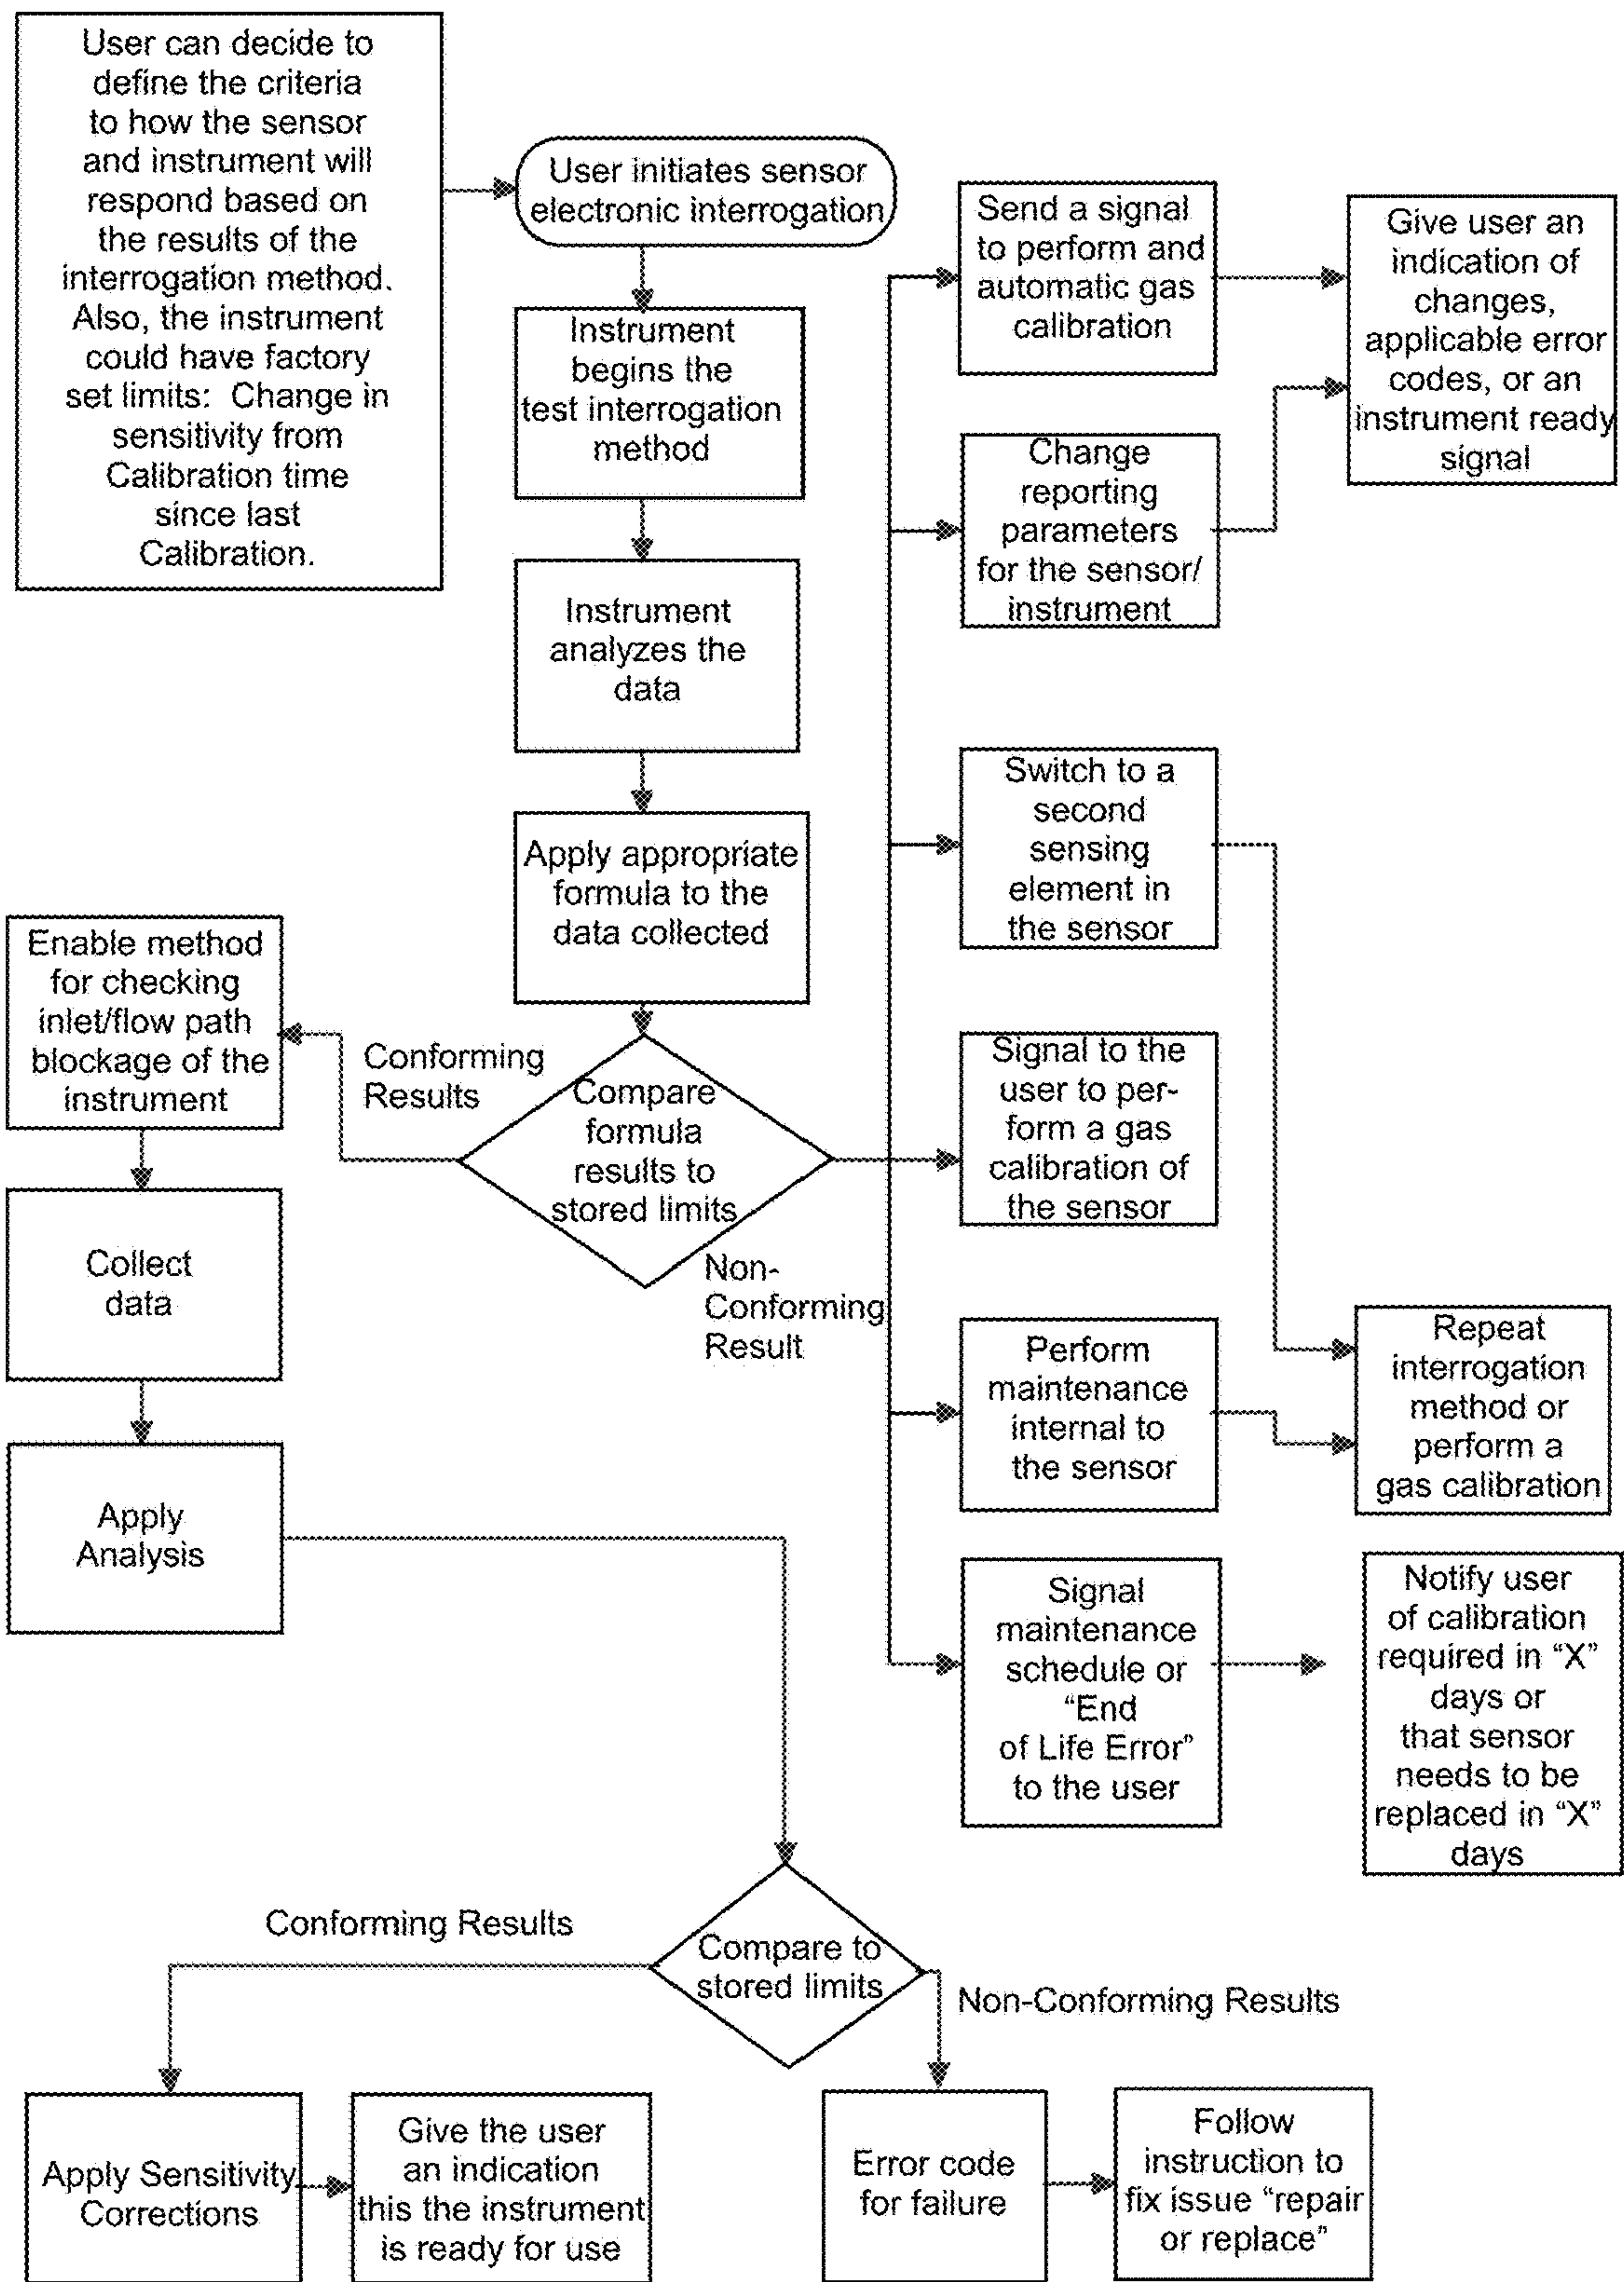 User can decide to
define the criteria
to how the sensor
and instrument will
respond based on
the results of the
interrogation method.
Also, the instrument
could have factory
set limits: Change in
sensitivity from
Calibration time
since last
Calibration.
User initiates sensor
electronic interrogation
Instrument
begins the
test interrogation
method
Instrument
analyzes the
data
Apply appropriate
formula to the
data collected
Compare
formula
results to
stored limits
Conforming
Results
Non-
Conforming
Result
Send a signal
to perform and
automatic gas
calibration
Give user an
indication of
changes,
applicable error
codes, or an
instrument ready
signal
Change
reporting
parameters
for the sensor/
instrument
Switch to a
second
sensing
element in
the sensor
Signal to the
user to per-
form a gas
calibration of
the sensor
Perform
maintenance
internal to
the sensor
Repeat
interrogation
method or
perform a
gas calibration
Signal
maintenance
schedule or
“End
of Life Error”
to the user
Notify user
of calibration
required in “X”
days or
that sensor
needs to be
replaced in “X”
days
Enable method
for checking
inlet/flow path
blockage of the
instrument
Collect
data
Apply
Analysis
Compare to
stored limits
Conforming Results
Non-Conforming Results
Apply Sensitivity
Corrections
Give the user
an indication
this the instrument
is ready for use
Error code
for failure
Follow
instruction to
fix issue “repair
or replace”